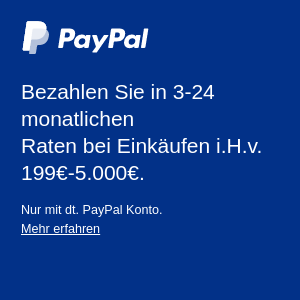 PayPal
Bezahlen Sie in 3-24
monatlichen
Raten bei Einkäufen i.H.v.
199€-5.000€.
Nur mit dt. PayPal Konto.
Mehr erfahren